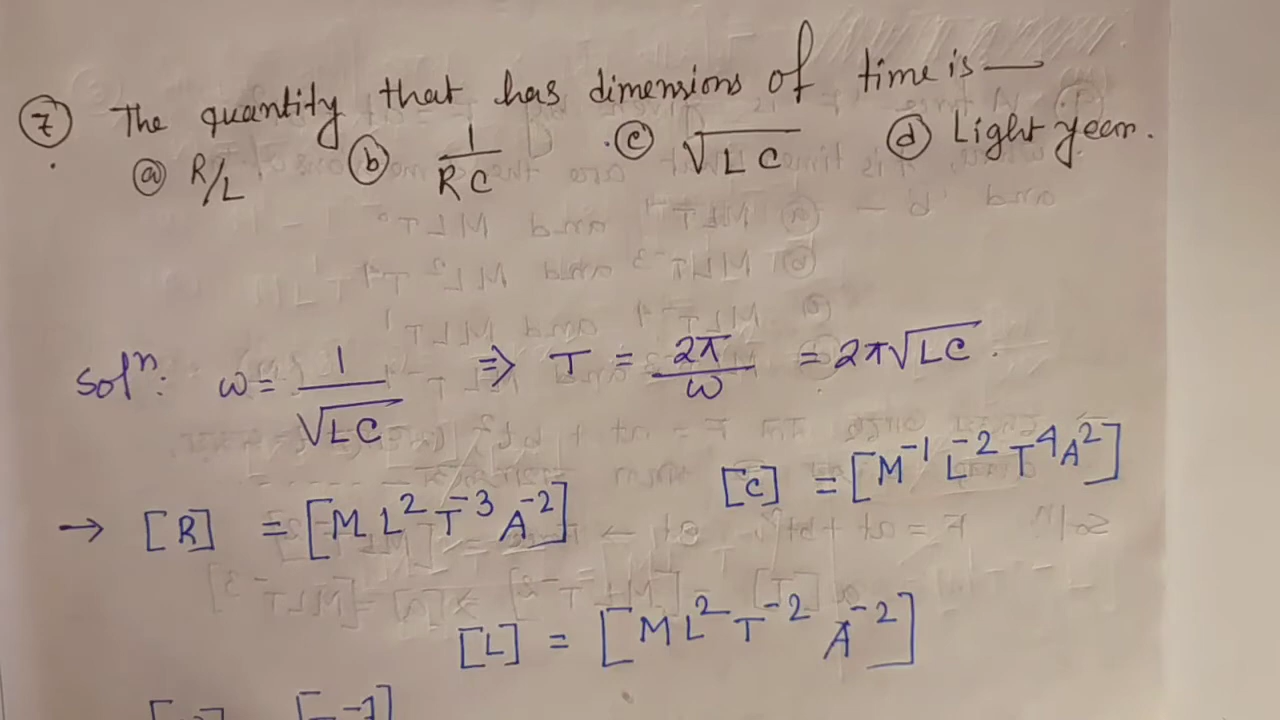 ⑦ The quantity that has dimensions of time is —
ⓐ R/L ⓑ 1/RC ⓒ √LC ⓓ Light year.
Solⁿ: ω = 1/√LC ⇒ T = 2π/ω = 2π√LC.
→ [R] = [M L² T⁻³ A⁻²] [C] = [M⁻¹ L⁻² T⁴ A²]
[L] = [M L² T⁻² A⁻²]